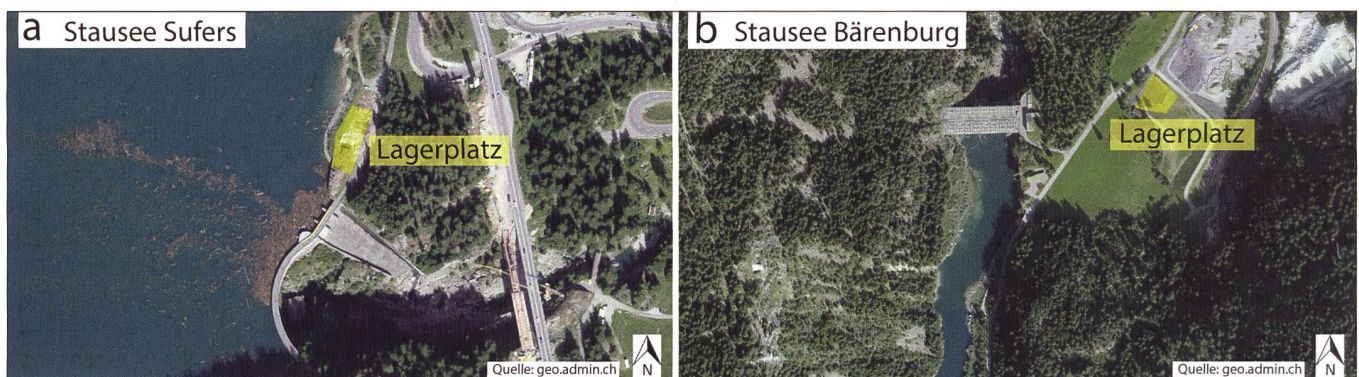 a Stausee Sufers
Lagerplatz
Quelle: geo.admin.ch
N
b Stausee Bärenburg
Lagerplatz
Quelle: geo.admin.ch
N